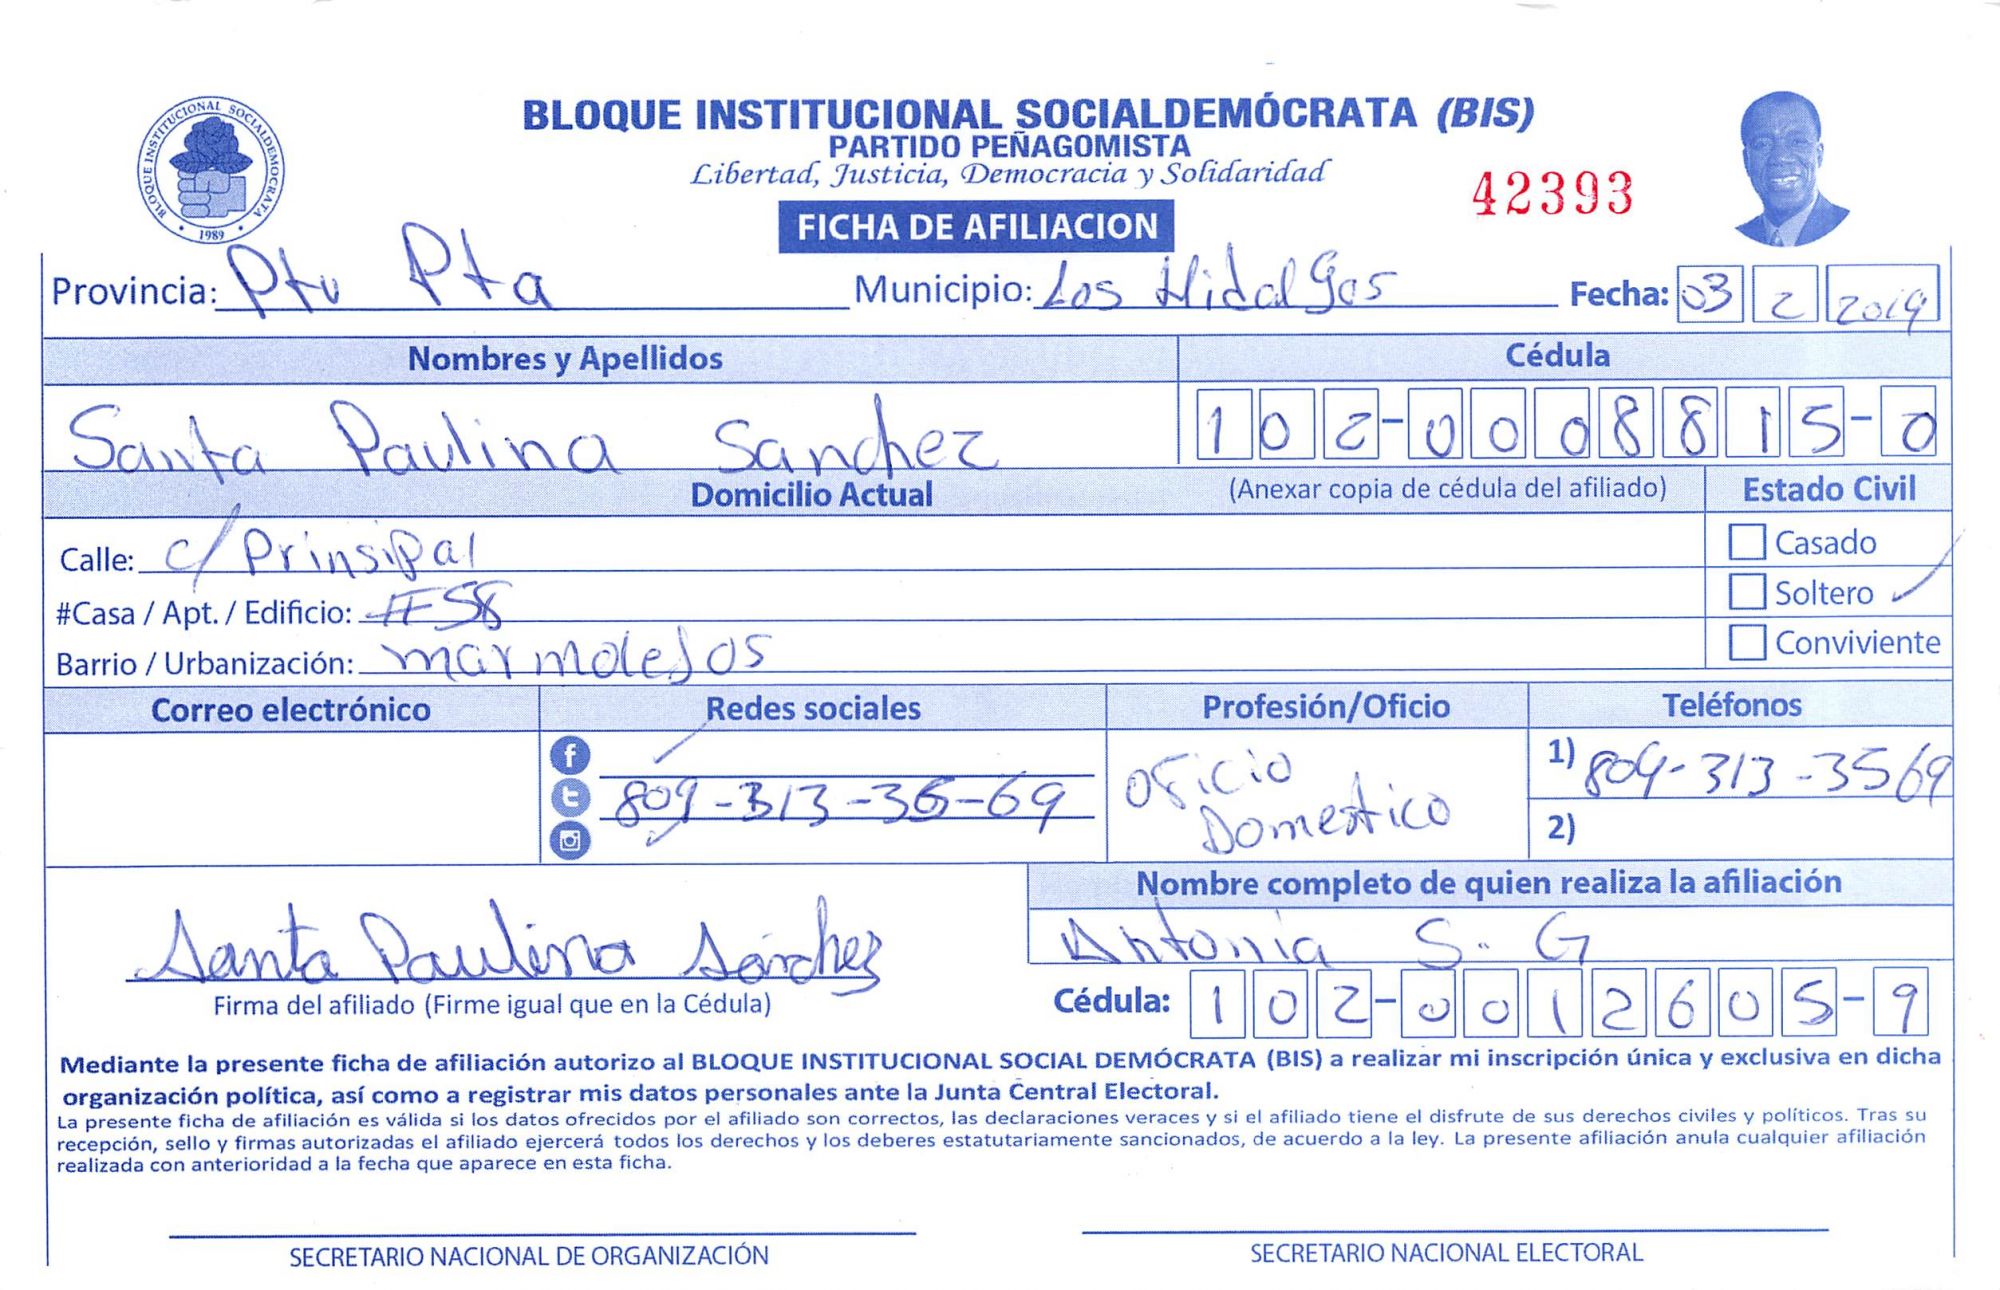 BLOQUE INSTITUCIONAL SOCIALDEMOCRATA
1989
BLOQUE INSTITUCIONAL SOCIALDEMÓCRATA (BIS)
PARTIDO PEÑAGOMISTA
Libertad, Justicia, Democracia y Solidaridad
42393
FICHA DE AFILIACION
Provincia: Pto Pta Municipio: Los Hidalgos Fecha: 03 2 2019
Nombres y Apellidos Cédula
Santa Paulina Sanchez 102-0008815-0
Domicilio Actual (Anexar copia de cédula del afiliado) Estado Civil
Calle: c/ Prinsipal Casado
#Casa / Apt. / Edificio: #58 Soltero ✓
Barrio / Urbanización: marmolejos Conviviente
Correo electrónico Redes sociales Profesión/Oficio Teléfonos
809-313-35-69 Oficio Domestico 1) 809-313-3569
2)
Nombre completo de quien realiza la afiliación
Santa Paulina Sánchez Antonia S. G
Firma del afiliado (Firme igual que en la Cédula) Cédula: 102-0012605-9
Mediante la presente ficha de afiliación autorizo al BLOQUE INSTITUCIONAL SOCIAL DEMÓCRATA (BIS) a realizar mi inscripción única y exclusiva en dicha
organización política, así como a registrar mis datos personales ante la Junta Central Electoral.
La presente ficha de afiliación es válida si los datos ofrecidos por el afiliado son correctos, las declaraciones veraces y si el afiliado tiene el disfrute de sus derechos civiles y políticos. Tras su
recepción, sello y firmas autorizadas el afiliado ejercerá todos los derechos y los deberes estatutariamente sancionados, de acuerdo a la ley. La presente afiliación anula cualquier afiliación
realizada con anterioridad a la fecha que aparece en esta ficha.
SECRETARIO NACIONAL DE ORGANIZACIÓN SECRETARIO NACIONAL ELECTORAL